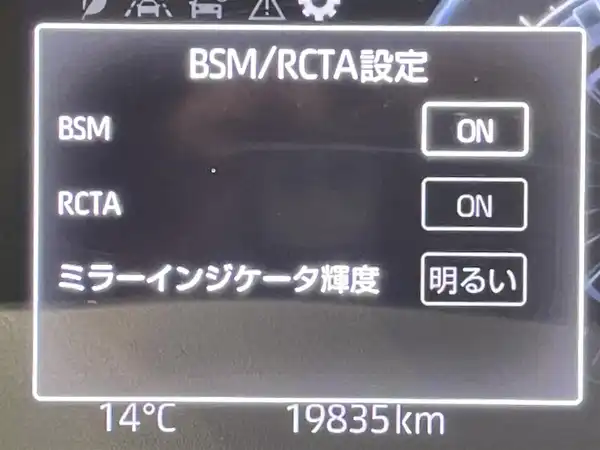 BSM/RCTA設定
BSM ON
RCTA ON
ミラーインジケータ輝度 明るい
14°C 19835km